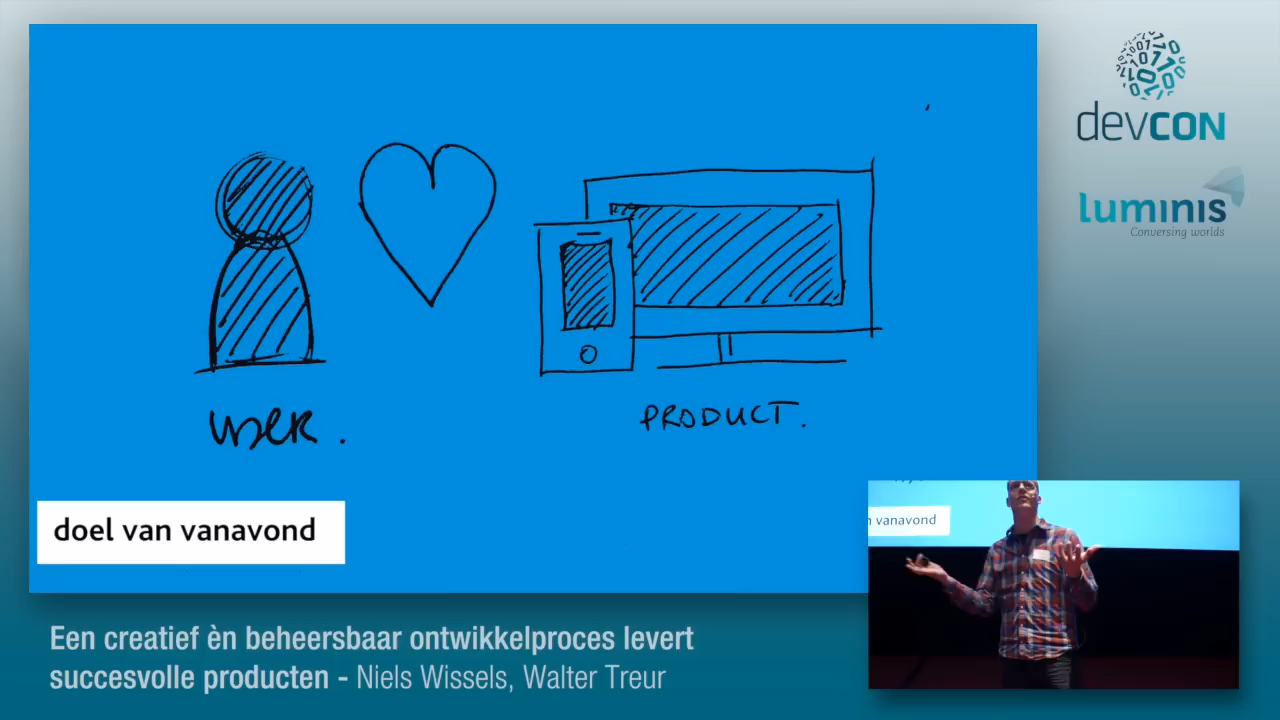 user.
PRODUCT.
doel van vanavond
devcon
luminis
Conversing worlds
n vanavond
Een creatief èn beheersbaar ontwikkelproces levert
succesvolle producten - Niels Wissels, Walter Treur